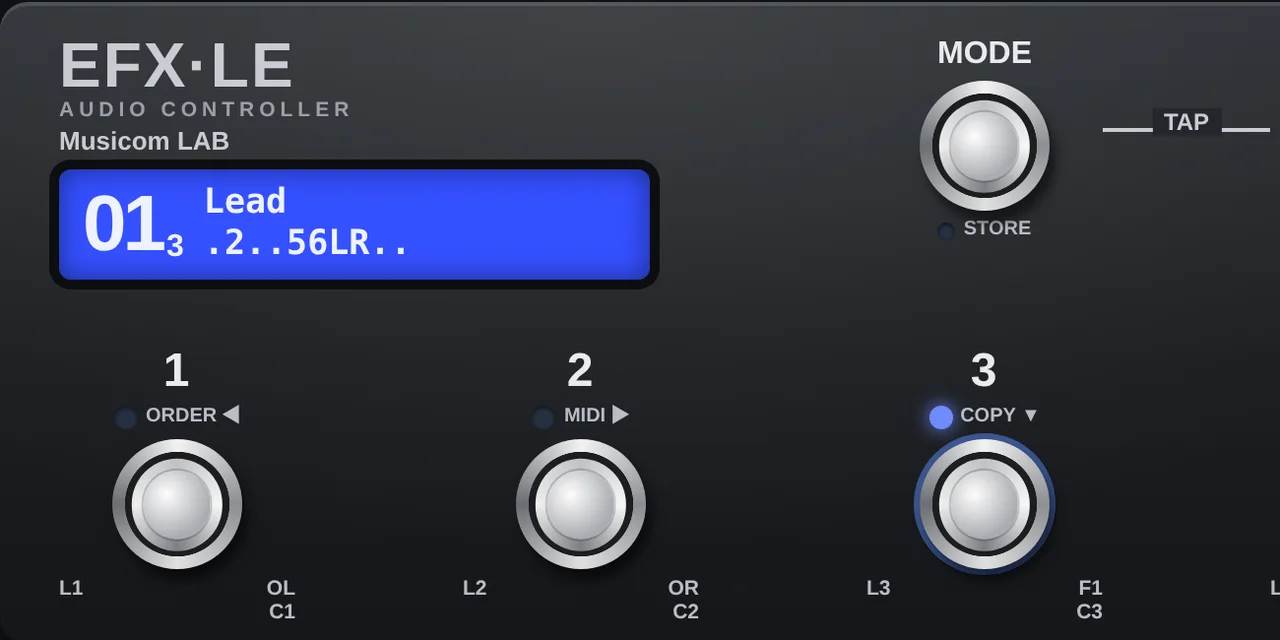 EFX·LE
AUDIO CONTROLLER
Musicom LAB
01 3 Lead
.2..56LR..
MODE
TAP
STORE
1
ORDER ◀
2
MIDI ▶
3
COPY ▼
L1
OL
C1
L2
OR
C2
L3
F1
C3
L